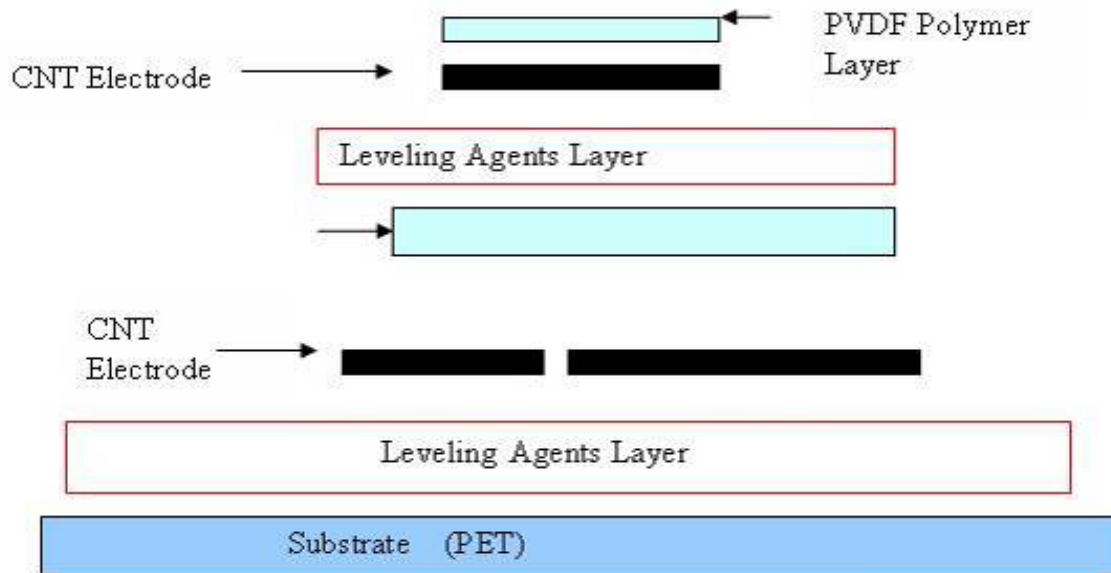 PVDF Polymer
Layer
CNT Electrode
Leveling Agents Layer
CNT
Electrode
Leveling Agents Layer
Substrate (PET)